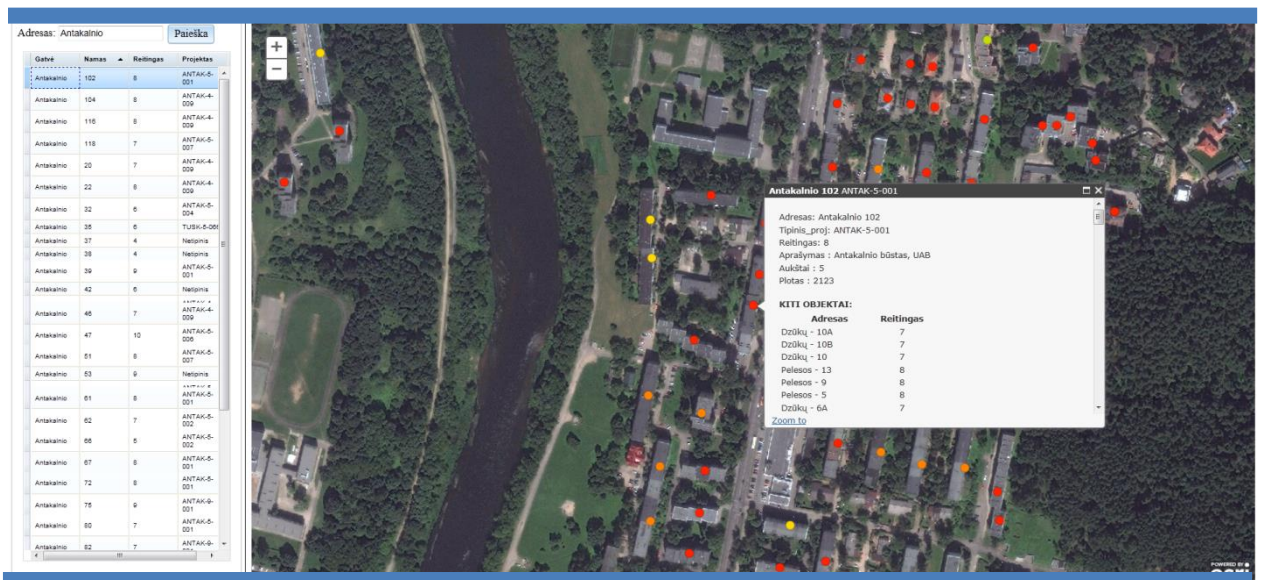 Adresas: Antakalnio Paieška
Gatvė Namas Reitingas Projektas
Antakalnio 102 8 ANTAK-5-
001
Antakalnio 104 8 ANTAK-4-
009
Antakalnio 116 8 ANTAK-4-
009
Antakalnio 118 7 ANTAK-5-
007
Antakalnio 20 7 ANTAK-4-
009
Antakalnio 22 ANTAK-4-
009
Antakalnio 32 6 ANTAK-5-
004
Antakalnio 6
Antakalnio 37 4 Netipinis
Antakalnio 38 4 Netipinis
Antakalnio 39 9 ANTAK-5-
001
Antakalnio 42 6 Netipinis
Antakalnio 46 7 ANTAK-4-
009
Antakalnio 47 10
006
Antakalnio 51 8 ANTAK-5-
007
Antakalnio 53 9 Netipinis
Antakalnio 61 8 ANTAK-5-
001
Antakalnio 62 7 ANTAK-5-
002
Antakalnio 66 ANTAK-5-
002
Antakalnio 67 8 ANTAK-5-
001
Antakalnio 72 8 ANTAK-5-
001
Antakalnio 75 9 ANTAK-9-
001
Antakalnio 80 7 ANTAK-5-
001
Antakalnio 82 7 ANTAK-9-
+
−
Antakalnio 102 ANTAK-5-001
Adresas: Antakalnio 102
Tipinis_proj: ANTAK-5-001
Reitingas: 8
Aprašymas : Antakalnio būstas, UAB
Aukštai : 5
Plotas : 2123
KITI OBJEKTAI:
Adresas Reitingas
Dzūkų - 10A 7
Dzūkų - 10B 7
Dzūkų - 10 7
Pelesos - 13 8
Pelesos - 9 8
Pelesos - 5 8
Dzūkų - 6A 7
Zoom to
POWERED BY
esri